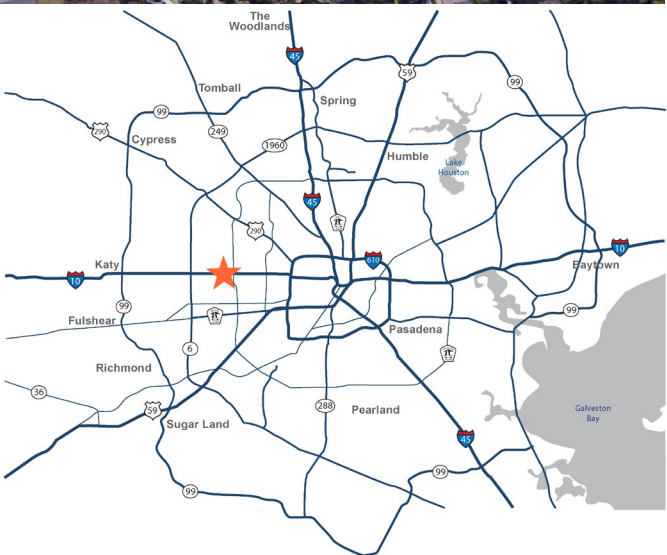 The
Woodlands
45
59
99
Tomball
Spring
99
290
249
Cypress
1960
Humble
Lake
Houston
45
290
610
10
Katy
10
Baytown
99
99
Fulshear
6
Pasadena
Richmond
36
59
288
Pearland
Galveston
Bay
Sugar Land
45
99
99